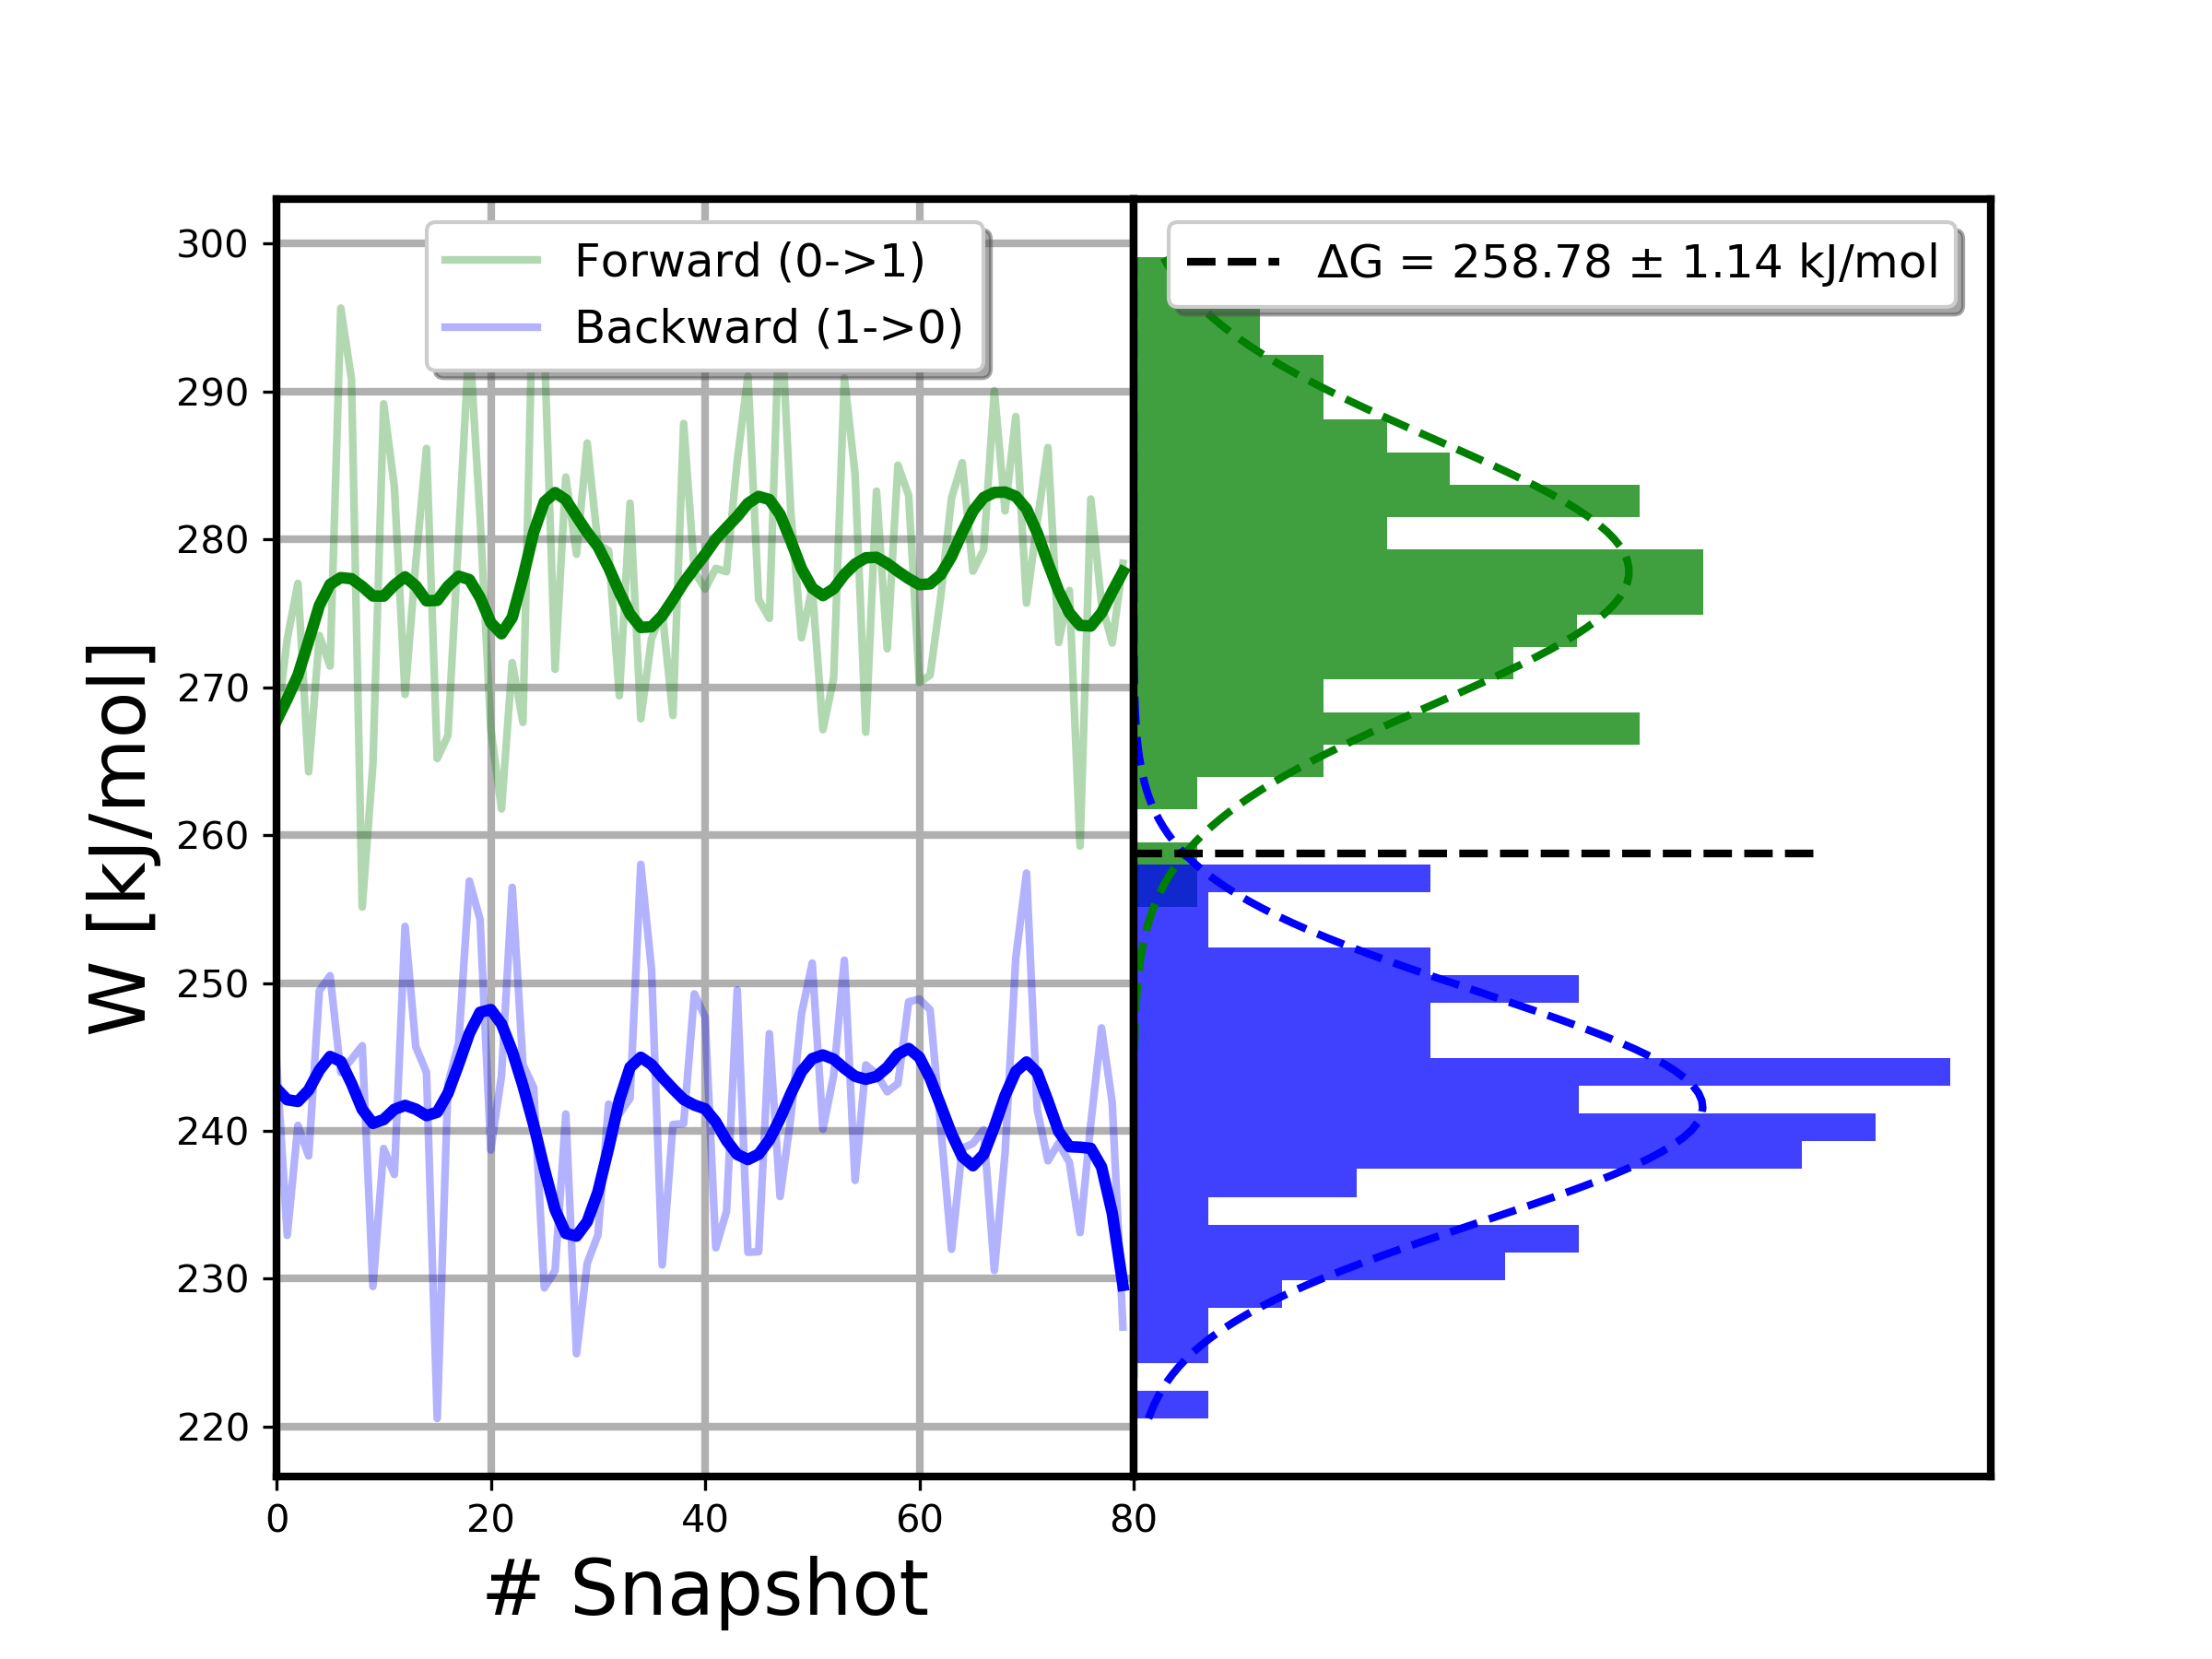 W [kJ/mol]
300
290
280
270
260
250
240
230
220
Forward (0->1)
Backward (1->0)
ΔG = 258.78 ± 1.14 kJ/mol
0 20 40 60 80
# Snapshot